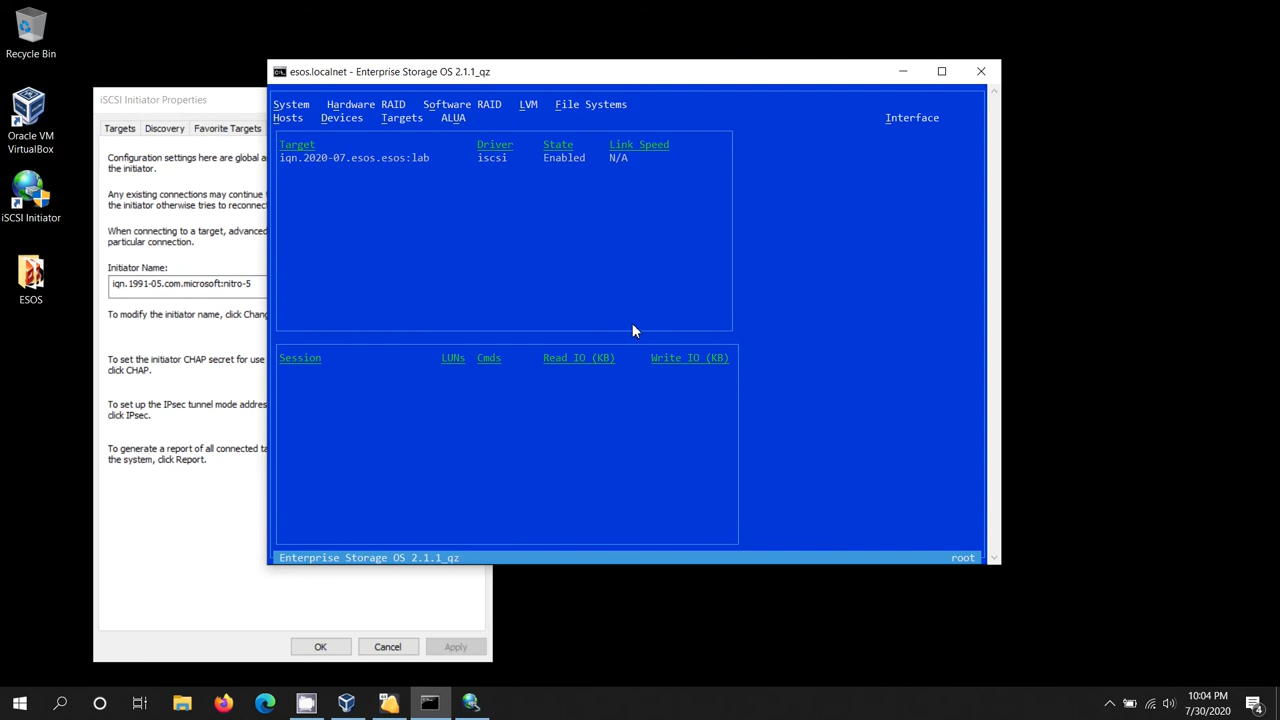 Recycle Bin
Oracle VM
VirtualBox
iSCSI Initiator
ESOS
iSCSI Initiator Properties
Targets Discovery Favorite Targets
Configuration settings here are global a
the initiator.
Any existing connections may continue
the initiator otherwise tries to reconnec
When connecting to a target, advanced
particular connection.
Initiator Name:
iqn.1991-05.com.microsoft:nitro-5
To modify the initiator name, click Chang
To set the initiator CHAP secret for use
click CHAP.
To set up the IPsec tunnel mode addres
click IPsec.
To generate a report of all connected ta
the system, click Report.
OK Cancel Apply
esos.localnet - Enterprise Storage OS 2.1.1_qz
System Hardware RAID Software RAID LVM File Systems
Hosts Devices Targets ALUA Interface
Target Driver State Link Speed
iqn.2020-07.esos.esos:lab iscsi Enabled N/A
Session LUNs Cmds Read IO (KB) Write IO (KB)
Enterprise Storage OS 2.1.1_qz root
10:04 PM
7/30/2020
4